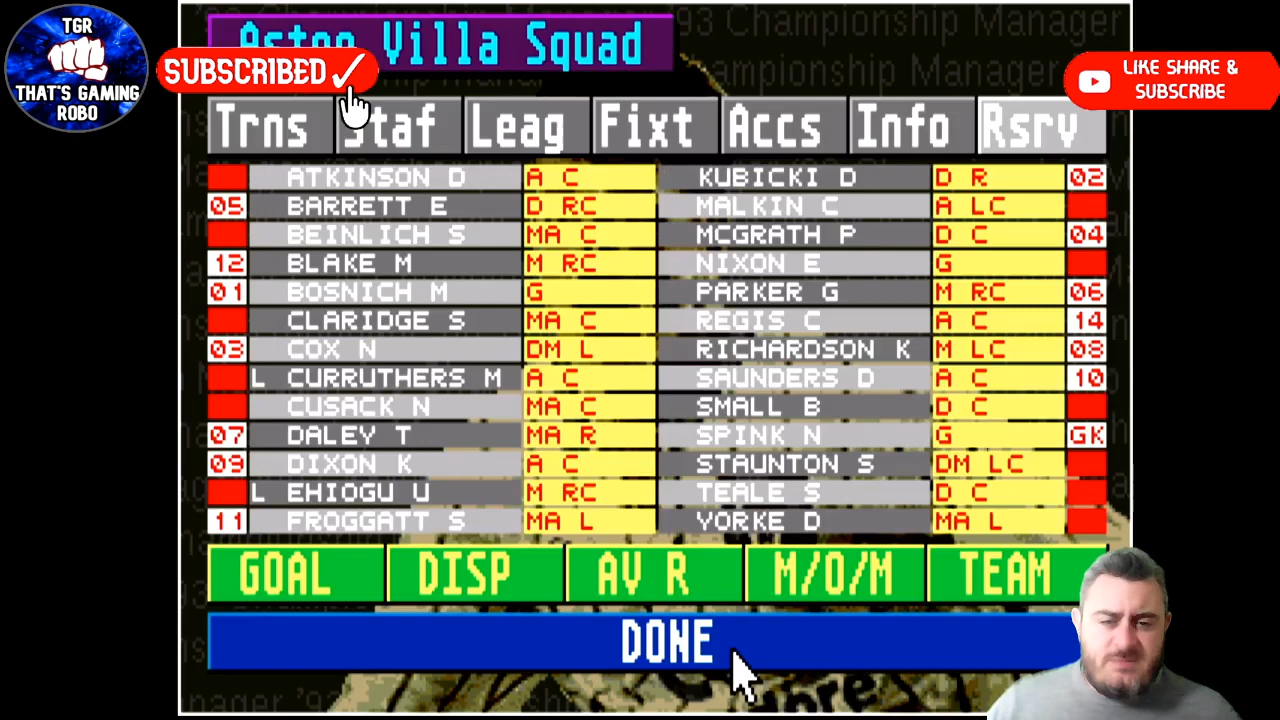 TGR
THAT'S GAMING
ROBO
SUBSCRIBED
Aston Villa Squad
LIKE SHARE &
SUBSCRIBE
Trns Staf Leag Fixt Accs Info Rsrv
ATKINSON D A C KUBICKI D D R 02
05 BARRETT E D RC MALKIN C A LC
BEINLICH S MA C MCGRATH P D C 04
12 BLAKE M M RC NIXON E G
01 BOSNICH M G PARKER G M RC 06
CLARIDGE S MA C REGIS C A C 14
03 COX N DM L RICHARDSON K M LC 08
L CURRUTHERS M A C SAUNDERS D A C 10
CUSACK N MA C SMALL B D C
07 DALEY T MA R SPINK N G GK
09 DIXON K A C STAUNTON S DM LC
L EHIOGU U M RC TEALE S D C
11 FROGGATT S MA L YORKE D MA L
GOAL DISP AV R M/O/M TEAM
DONE